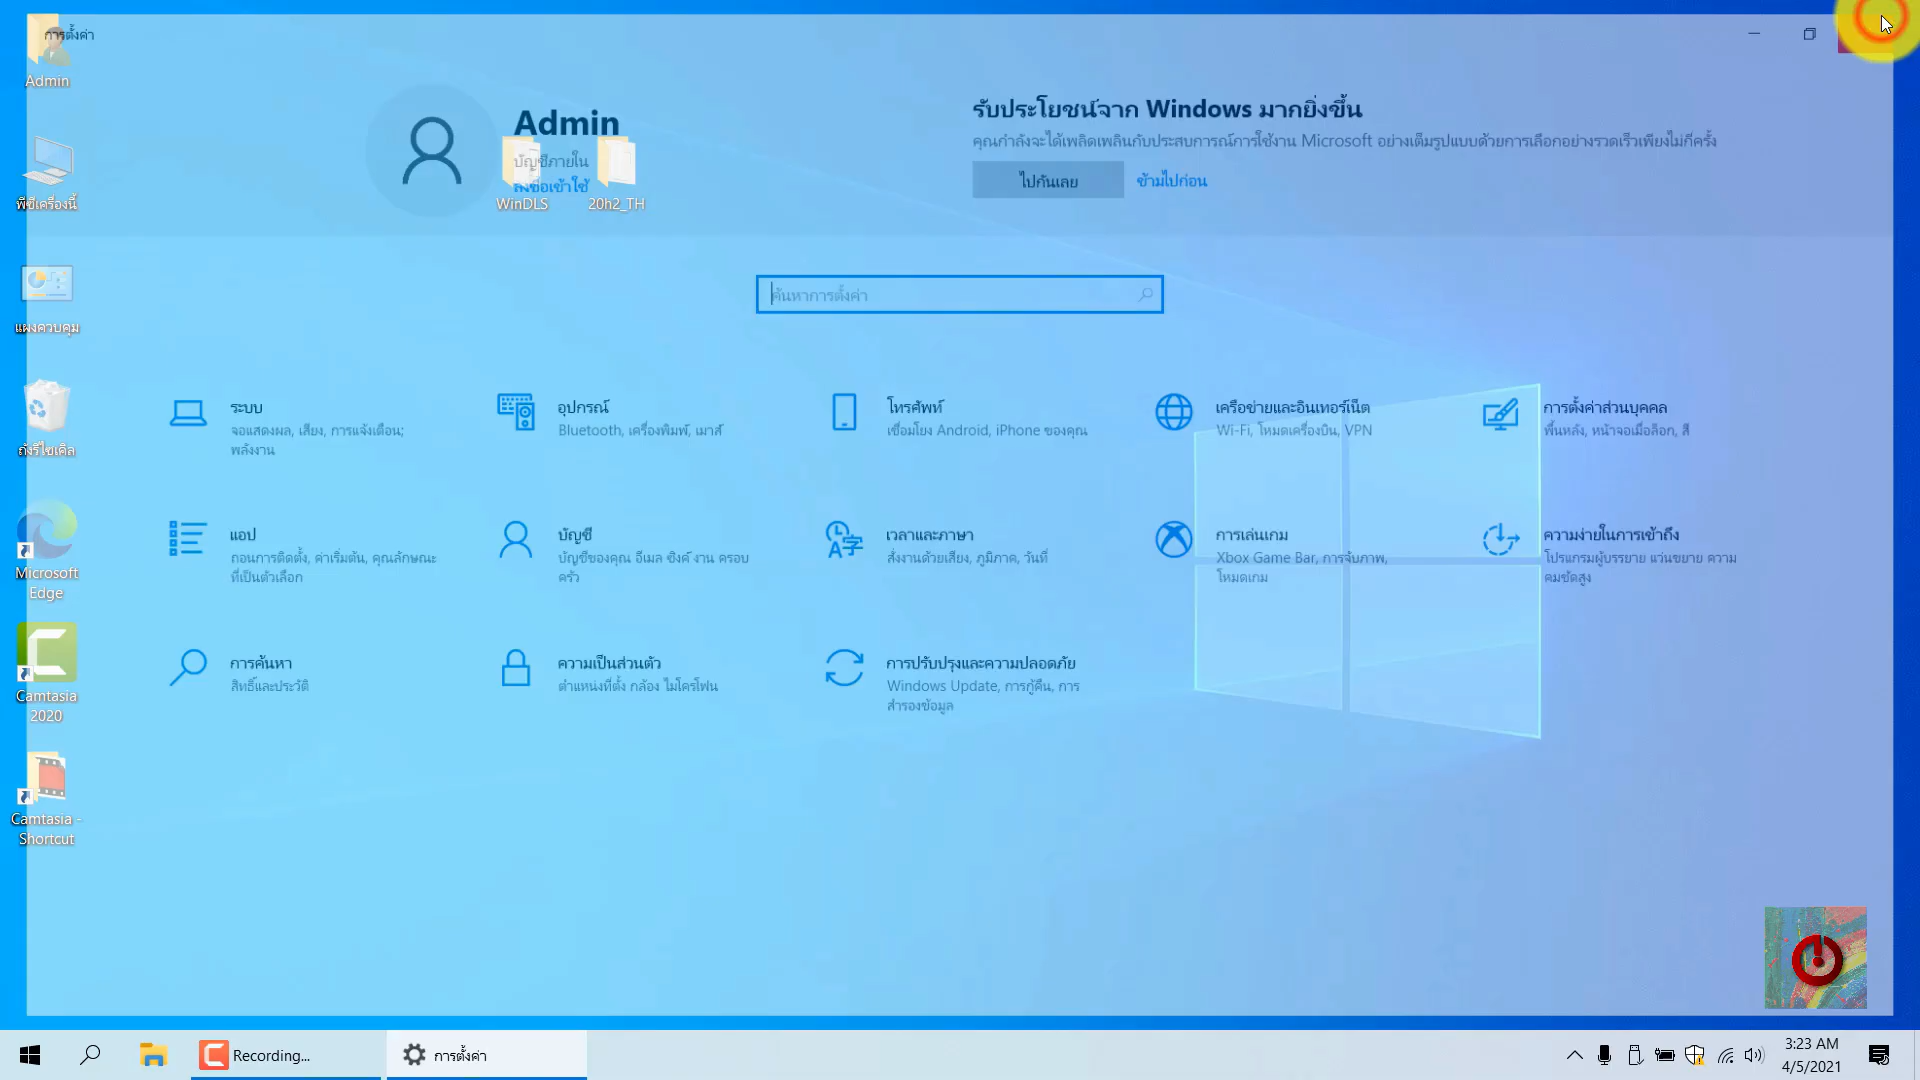 การตั้งค่า
Admin
Admin
บัญชีภายใน
ลงชื่อเข้าใช้
รับประโยชน์จาก Windows มากยิ่งขึ้น
คุณกำลังจะได้เพลิดเพลินกับประสบการณ์การใช้งาน Microsoft อย่างเต็มรูปแบบด้วยการเลือกอย่างรวดเร็วเพียงไม่กี่ครั้ง
ไปกันเลย
ข้ามไปก่อน
WinDLS
20h2_TH
พีซีเครื่องนี้
ค้นหาการตั้งค่า
แผงควบคุม
ระบบ
จอแสดงผล, เสียง, การแจ้งเตือน;
พลังงาน
อุปกรณ์
Bluetooth, เครื่องพิมพ์, เมาส์
โทรศัพท์
เชื่อมโยง Android, iPhone ของคุณ
เครือข่ายและอินเทอร์เน็ต
Wi-Fi, โหมดเครื่องบิน, VPN
การตั้งค่าส่วนบุคคล
พื้นหลัง, หน้าจอเมื่อล็อก, สี
ถังรีไซเคิล
แอป
ถอนการติดตั้ง, ค่าเริ่มต้น, คุณลักษณะ
ที่เป็นตัวเลือก
บัญชี
บัญชีของคุณ อีเมล ซิงค์ งาน ครอบ
ครัว
เวลาและภาษา
สั่งงานด้วยเสียง, ภูมิภาค, วันที่
การเล่นเกม
Xbox Game Bar, การจับภาพ,
โหมดเกม
ความง่ายในการเข้าถึง
โปรแกรมผู้บรรยาย แว่นขยาย ความ
คมชัดสูง
Microsoft
Edge
การค้นหา
สิทธิ์และประวัติ
ความเป็นส่วนตัว
ตำแหน่งที่ตั้ง กล้อง ไมโครโฟน
การปรับปรุงและความปลอดภัย
Windows Update, การกู้คืน, การ
สำรองข้อมูล
Camtasia
2020
Camtasia -
Shortcut
Recording...
การตั้งค่า
3:23 AM
4/5/2021